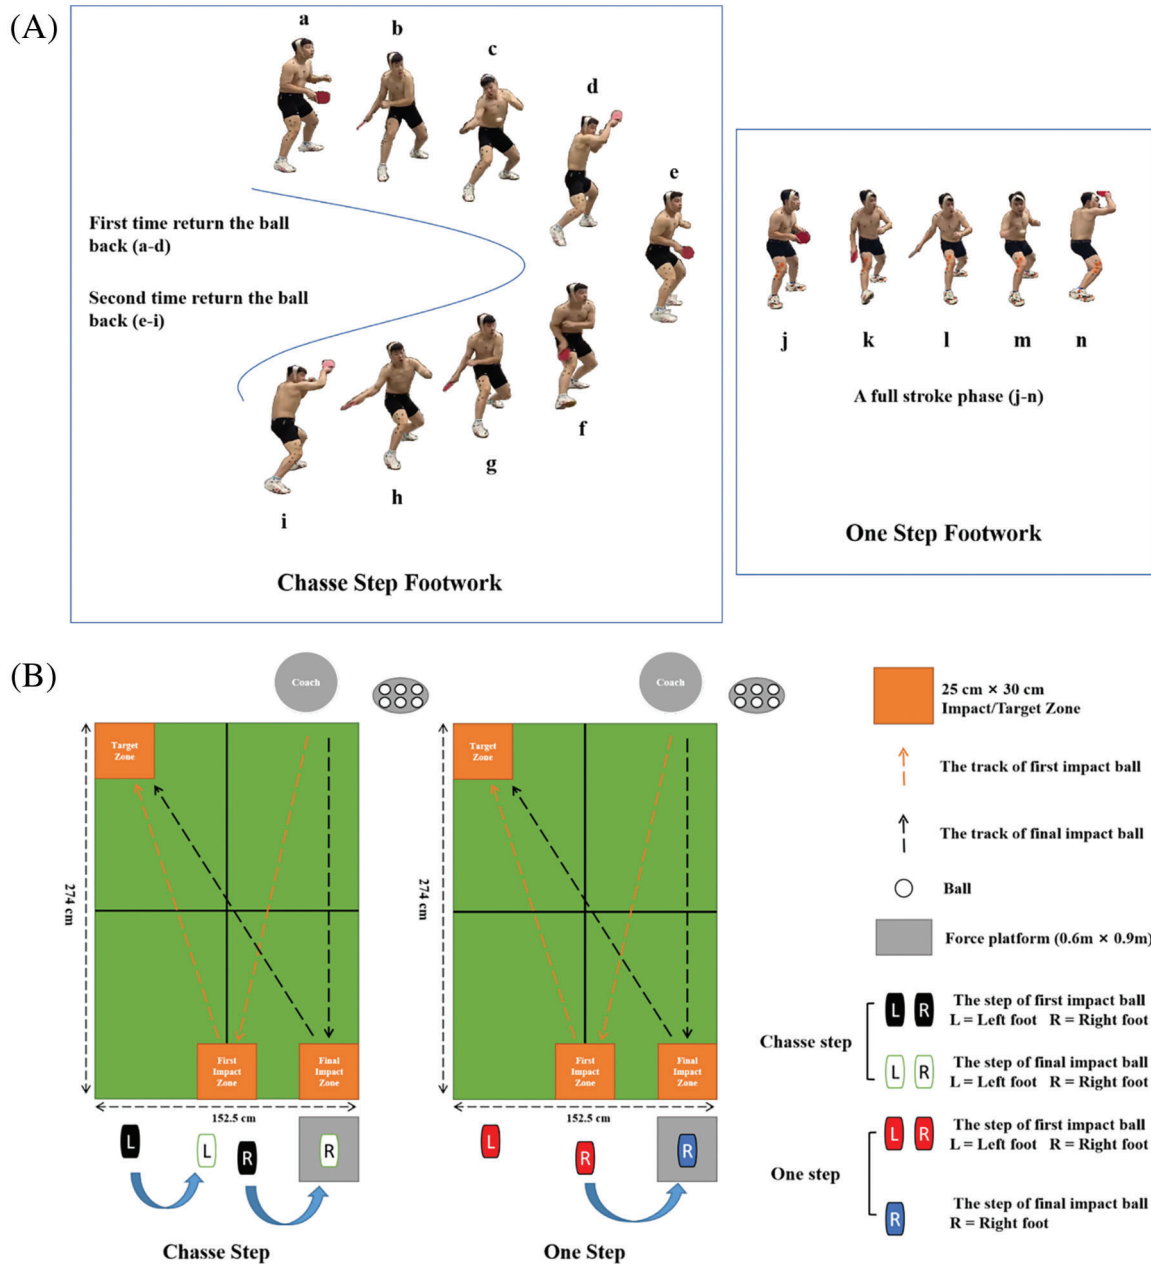 (A)
a
b
c
d
e
First time return the ball
back (a-d)
Second time return the ball
back (e-i)
f
g
h
i
Chasse Step Footwork
j
k
l
m
n
A full stroke phase (j-n)
One Step Footwork
(B)
Coach
Target
Zone
274 cm
First
Impact
Zone
Final
Impact
Zone
152.5 cm
L
L
R
R
Chasse Step
Coach
Target
Zone
274 cm
First
Impact
Zone
Final
Impact
Zone
152.5 cm
L
R
R
One Step
25 cm × 30 cm
Impact/Target Zone
The track of first impact ball
The track of final impact ball
Ball
Force platform (0.6m × 0.9m)
Chasse step
L R
The step of first impact ball
L = Left foot R = Right foot
L R
The step of final impact ball
L = Left foot R = Right foot
One step
L R
The step of first impact ball
L = Left foot R = Right foot
R
The step of final impact ball
R = Right foot